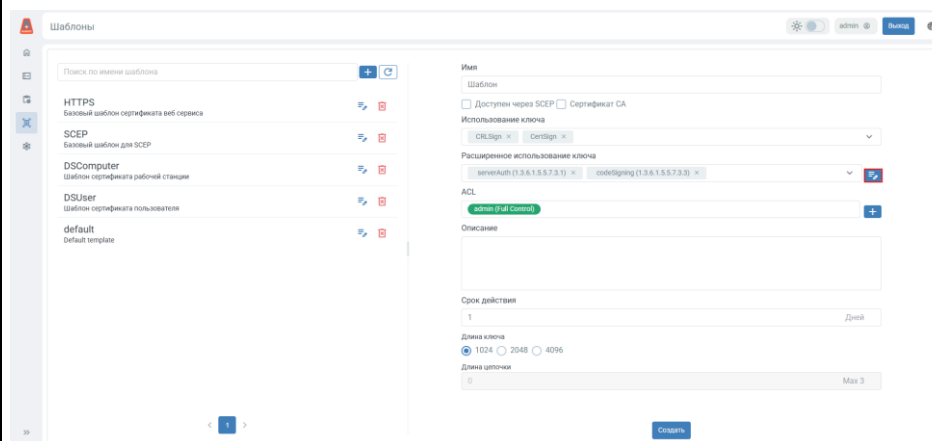 Шаблоны
admin
Выход
Поиск по имени шаблона
HTTPS
Базовый шаблон сертификата веб сервиса
SCEP
Базовый шаблон для SCEP
DSComputer
Шаблон сертификата рабочей станции
DSUser
Шаблон сертификата пользователя
default
Default template
1
Имя
Шаблон
Доступен через SCEP Сертификат CA
Использование ключа
CRLSign × CertSign ×
Расширенное использование ключа
serverAuth (1.3.6.1.5.5.7.3.1) × codeSigning (1.3.6.1.5.5.7.3.3) ×
ACL
admin (Full Control)
Описание
Срок действия
1 Дней
Длина ключа
1024 2048 4096
Длина цепочки
0 Max 3
Создать